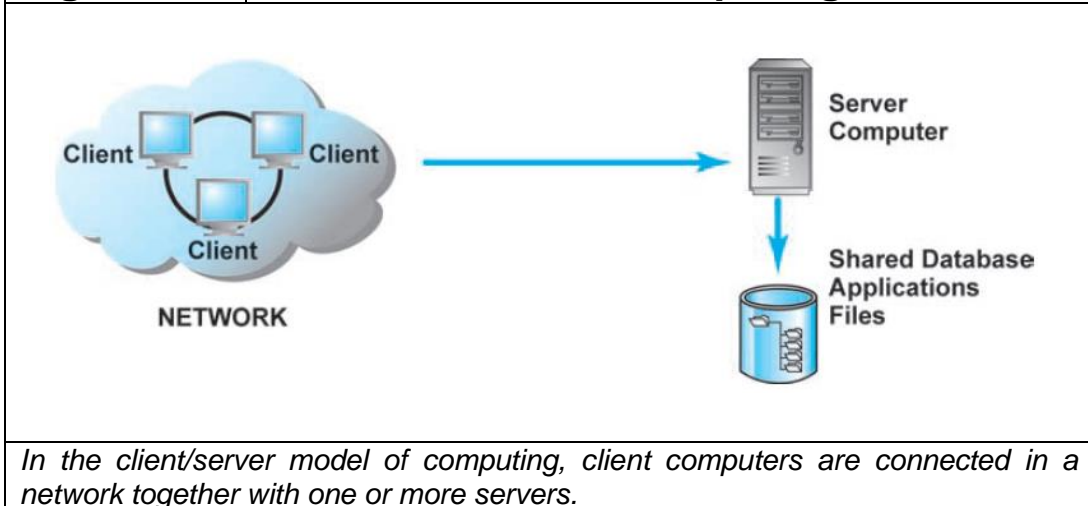 Client
Client
Client
NETWORK
Server
Computer
Shared Database
Applications
Files
In the client/server model of computing, client computers are connected in a
network together with one or more servers.